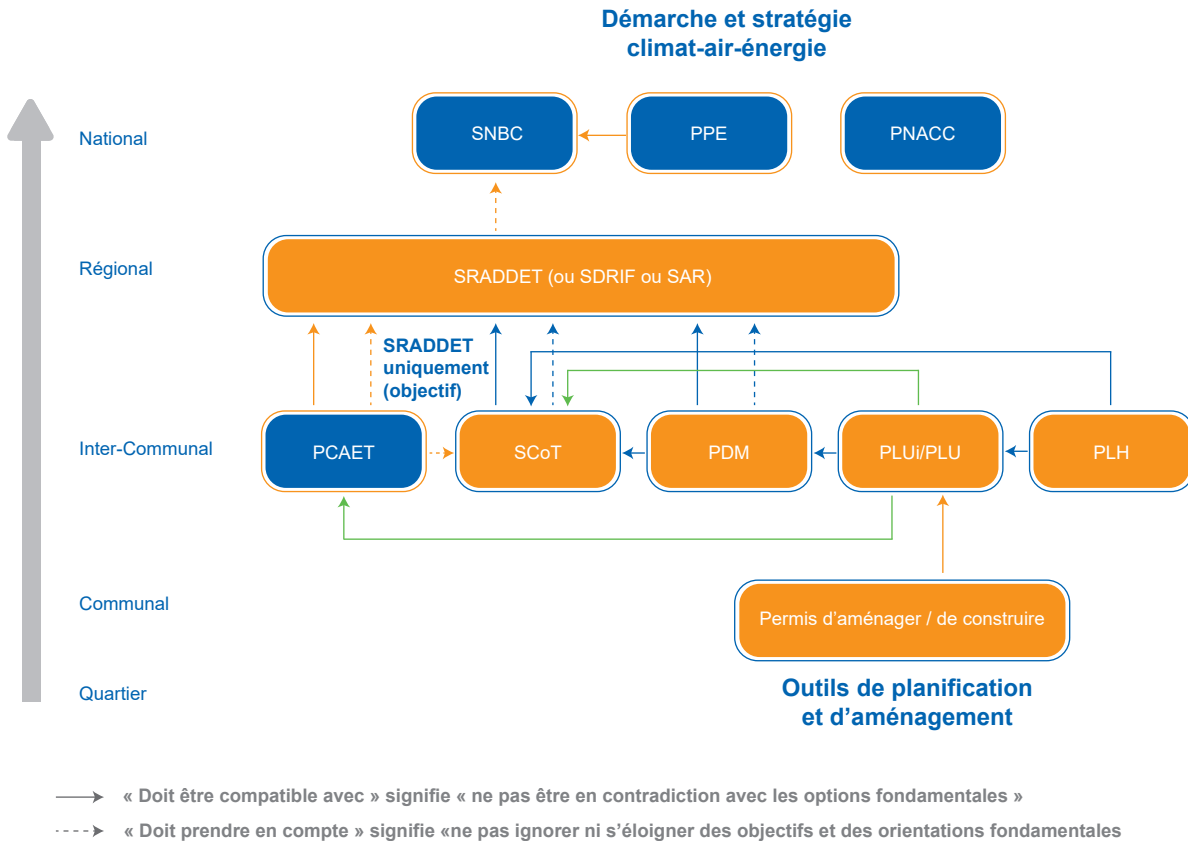 Démarche et stratégie
climat-air-énergie
National
SNBC
PPE
PNACC
Régional
SRADDET (ou SDRIF ou SAR)
SRADDET
uniquement
(objectif)
Inter-Communal
PCAET
SCoT
PDM
PLUi/PLU
PLH
Communal
Permis d’aménager / de construire
Quartier
Outils de planification
et d’aménagement
« Doit être compatible avec » signifie « ne pas être en contradiction avec les options fondamentales »
« Doit prendre en compte » signifie «ne pas ignorer ni s’éloigner des objectifs et des orientations fondamentales